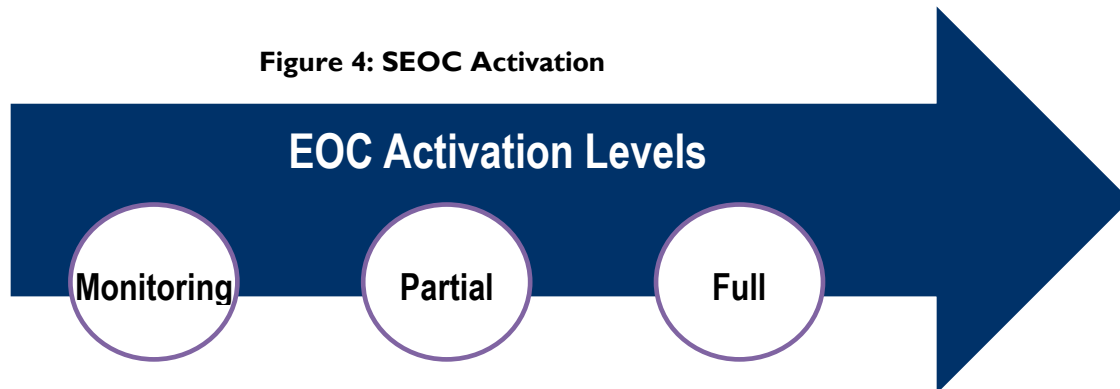 Figure 4: SEOC Activation
EOC Activation Levels
Monitoring
Partial
Full